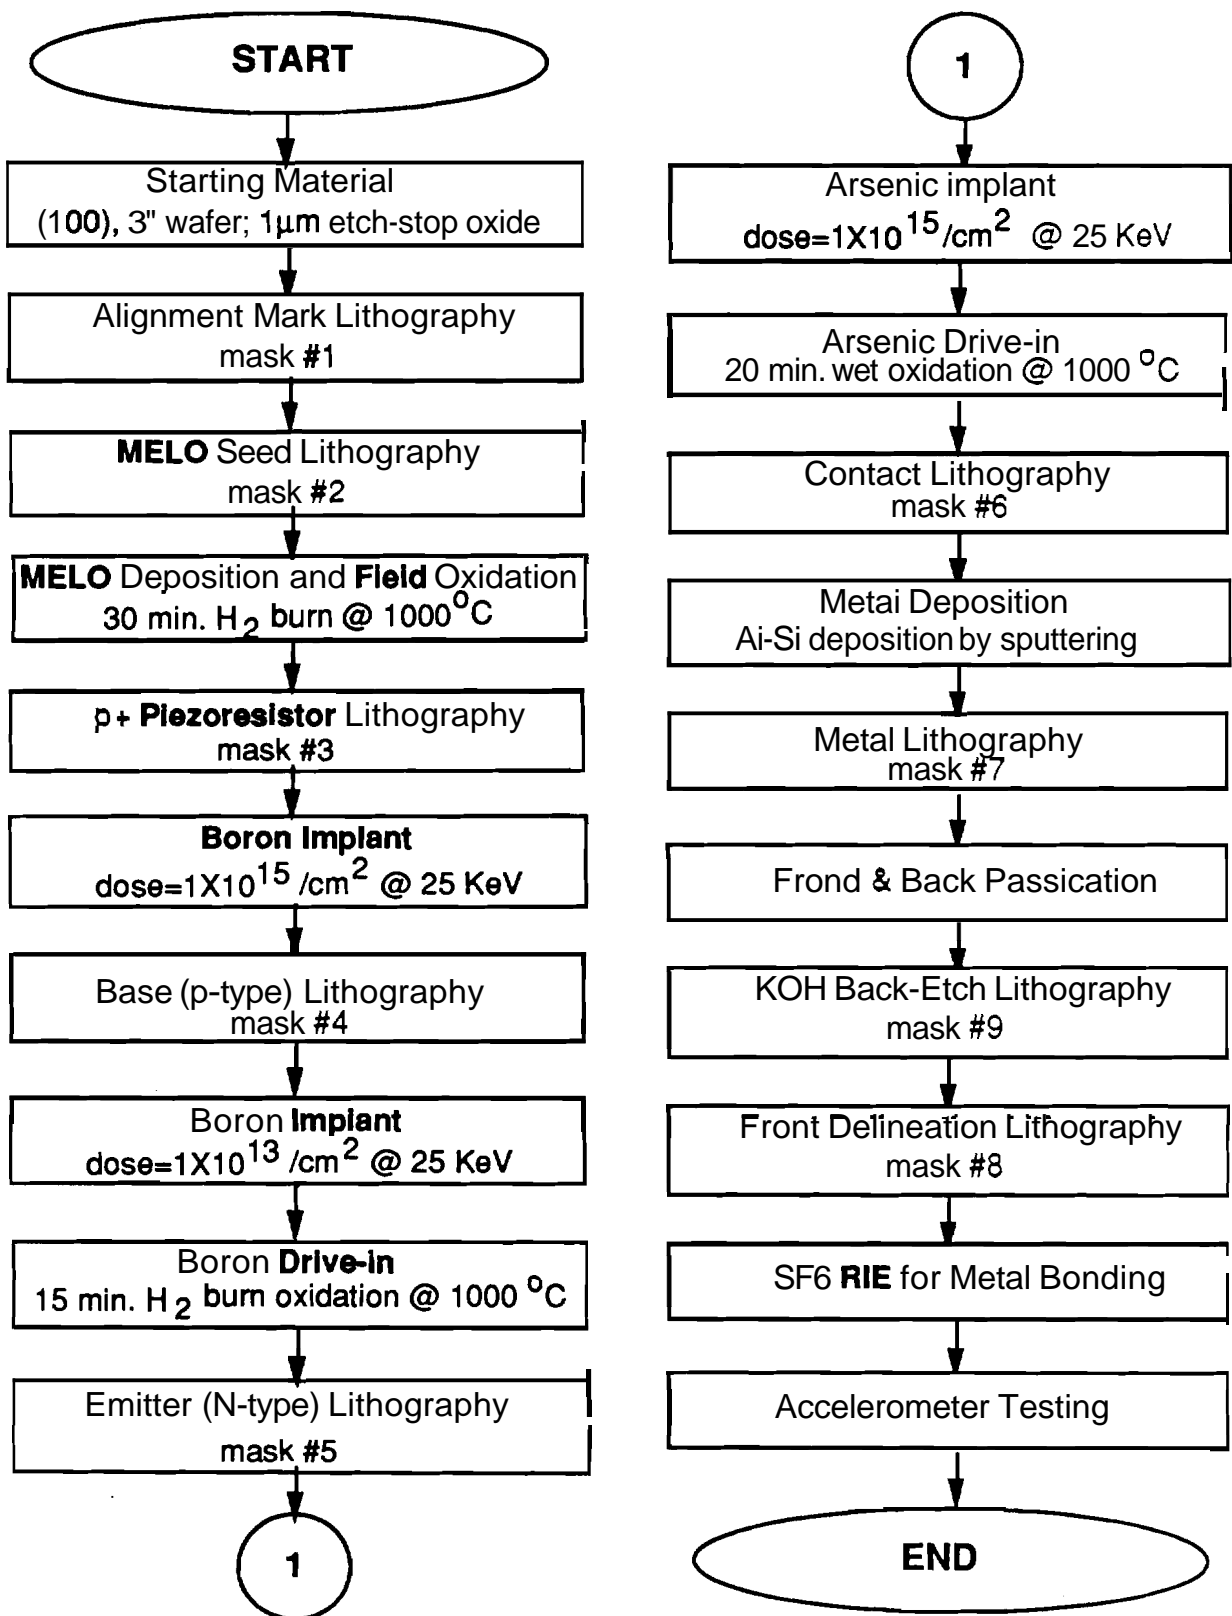 START
Starting Material
(100), 3" wafer; 1μm etch-stop oxide
Alignment Mark Lithography
mask #1
MELO Seed Lithography
mask #2
MELO Deposition and Field Oxidation
30 min. H2 burn @ 1000°C
p+ Piezoresistor Lithography
mask #3
Boron Implant
dose=1X10^15/cm^2 @ 25 KeV
Base (p-type) Lithography
mask #4
Boron Implant
dose=1X10^13/cm^2 @ 25 KeV
Boron Drive-in
15 min. H2 burn oxidation @ 1000 °C
Emitter (N-type) Lithography
mask #5
1
1
Arsenic implant
dose=1X10^15/cm^2 @ 25 KeV
Arsenic Drive-in
20 min. wet oxidation @ 1000 °C
Contact Lithography
mask #6
Metai Deposition
Ai-Si deposition by sputtering
Metal Lithography
mask #7
Frond & Back Passication
KOH Back-Etch Lithography
mask #9
Front Delineation Lithography
mask #8
SF6 RIE for Metal Bonding
Accelerometer Testing
END